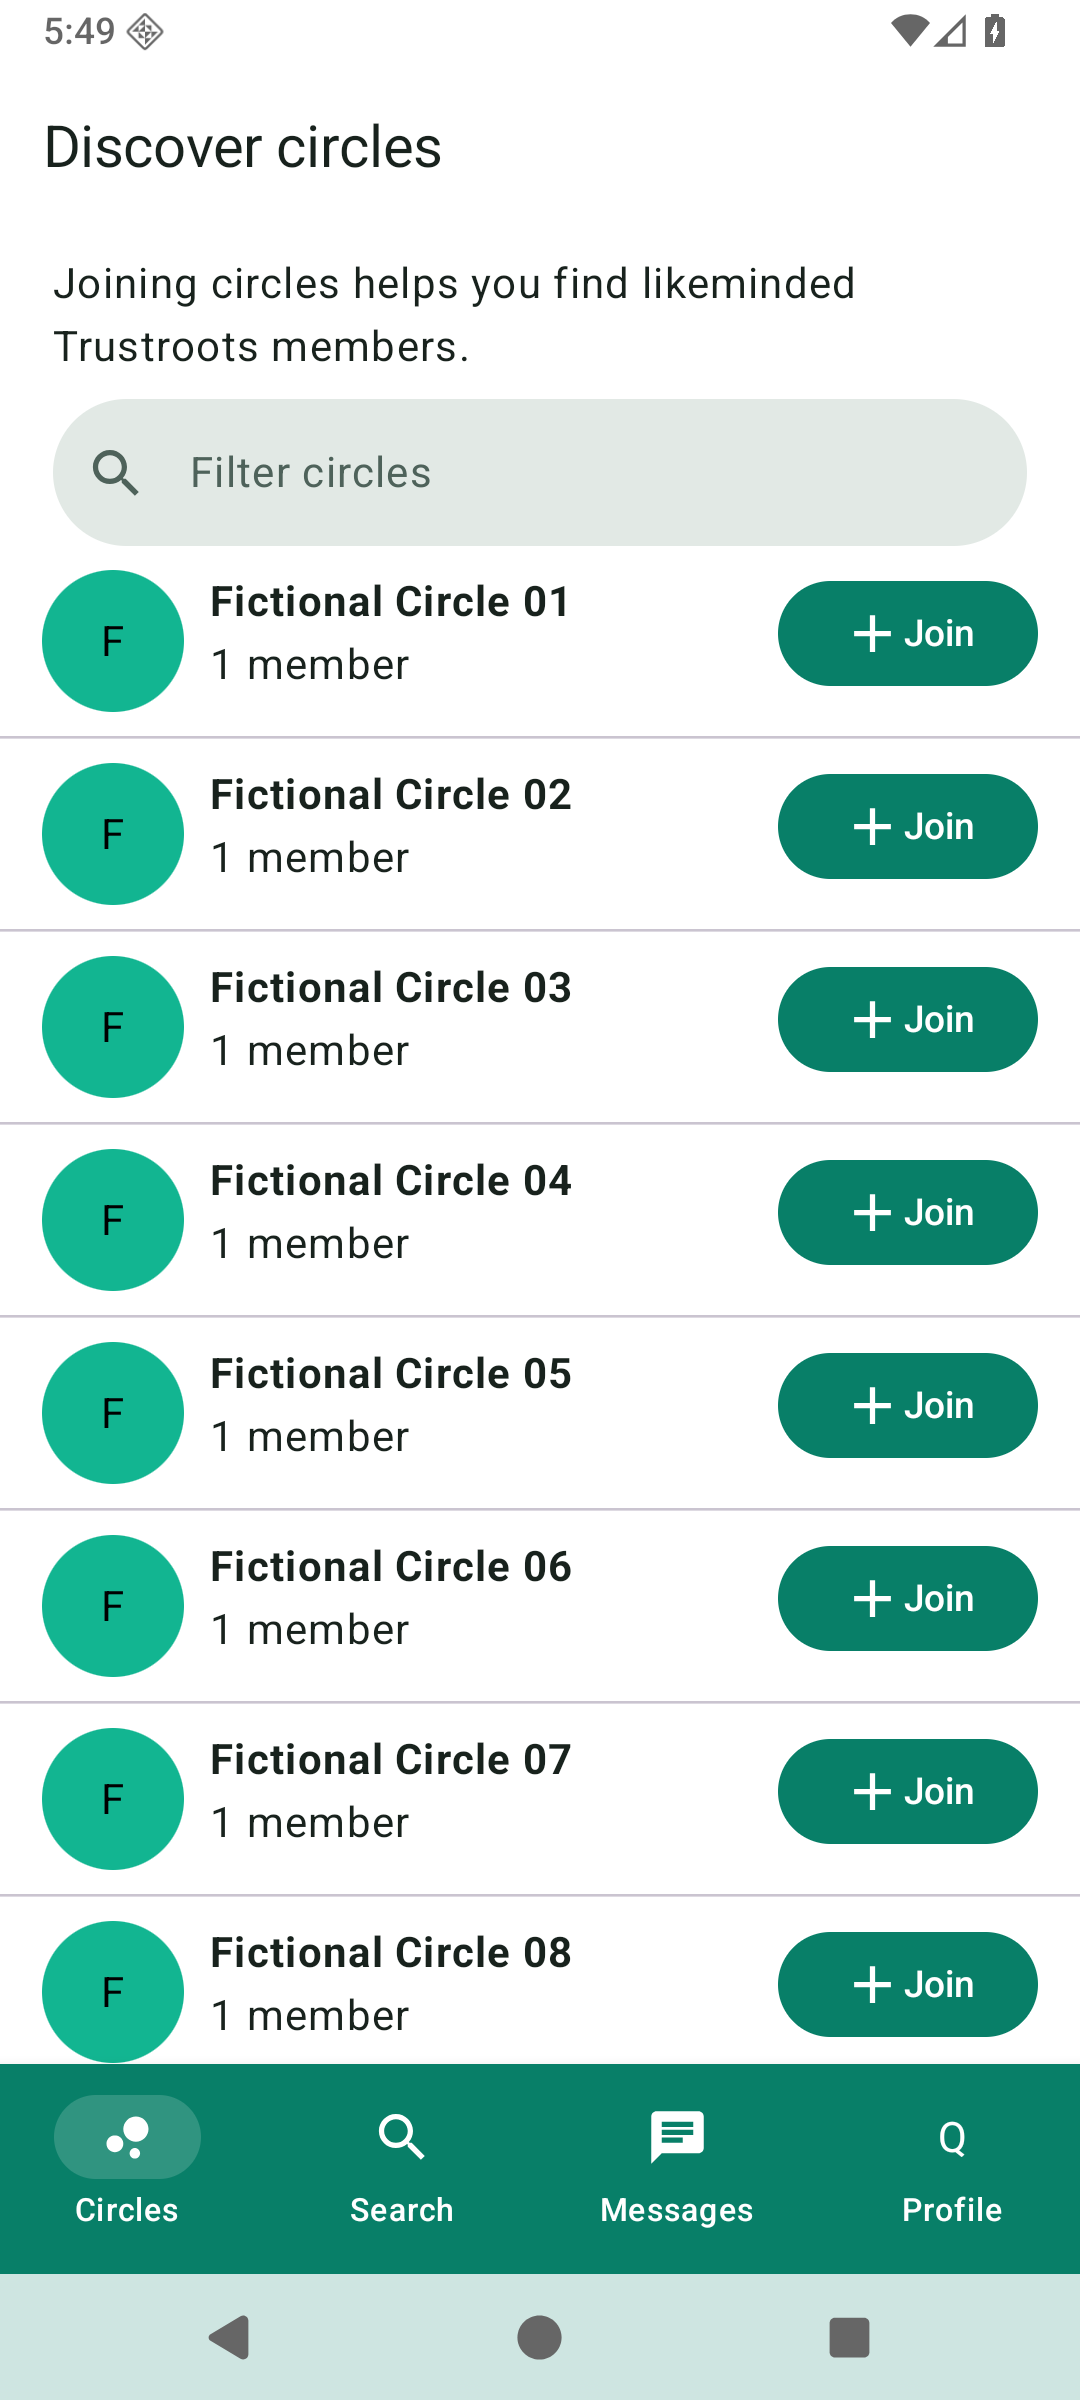 5:49
Discover circles
Joining circles helps you find likeminded
Trustroots members.
Filter circles
F
Fictional Circle 01
1 member
Join
F
Fictional Circle 02
1 member
Join
F
Fictional Circle 03
1 member
Join
F
Fictional Circle 04
1 member
Join
F
Fictional Circle 05
1 member
Join
F
Fictional Circle 06
1 member
Join
F
Fictional Circle 07
1 member
Join
F
Fictional Circle 08
1 member
Join
Q
Circles
Search
Messages
Profile